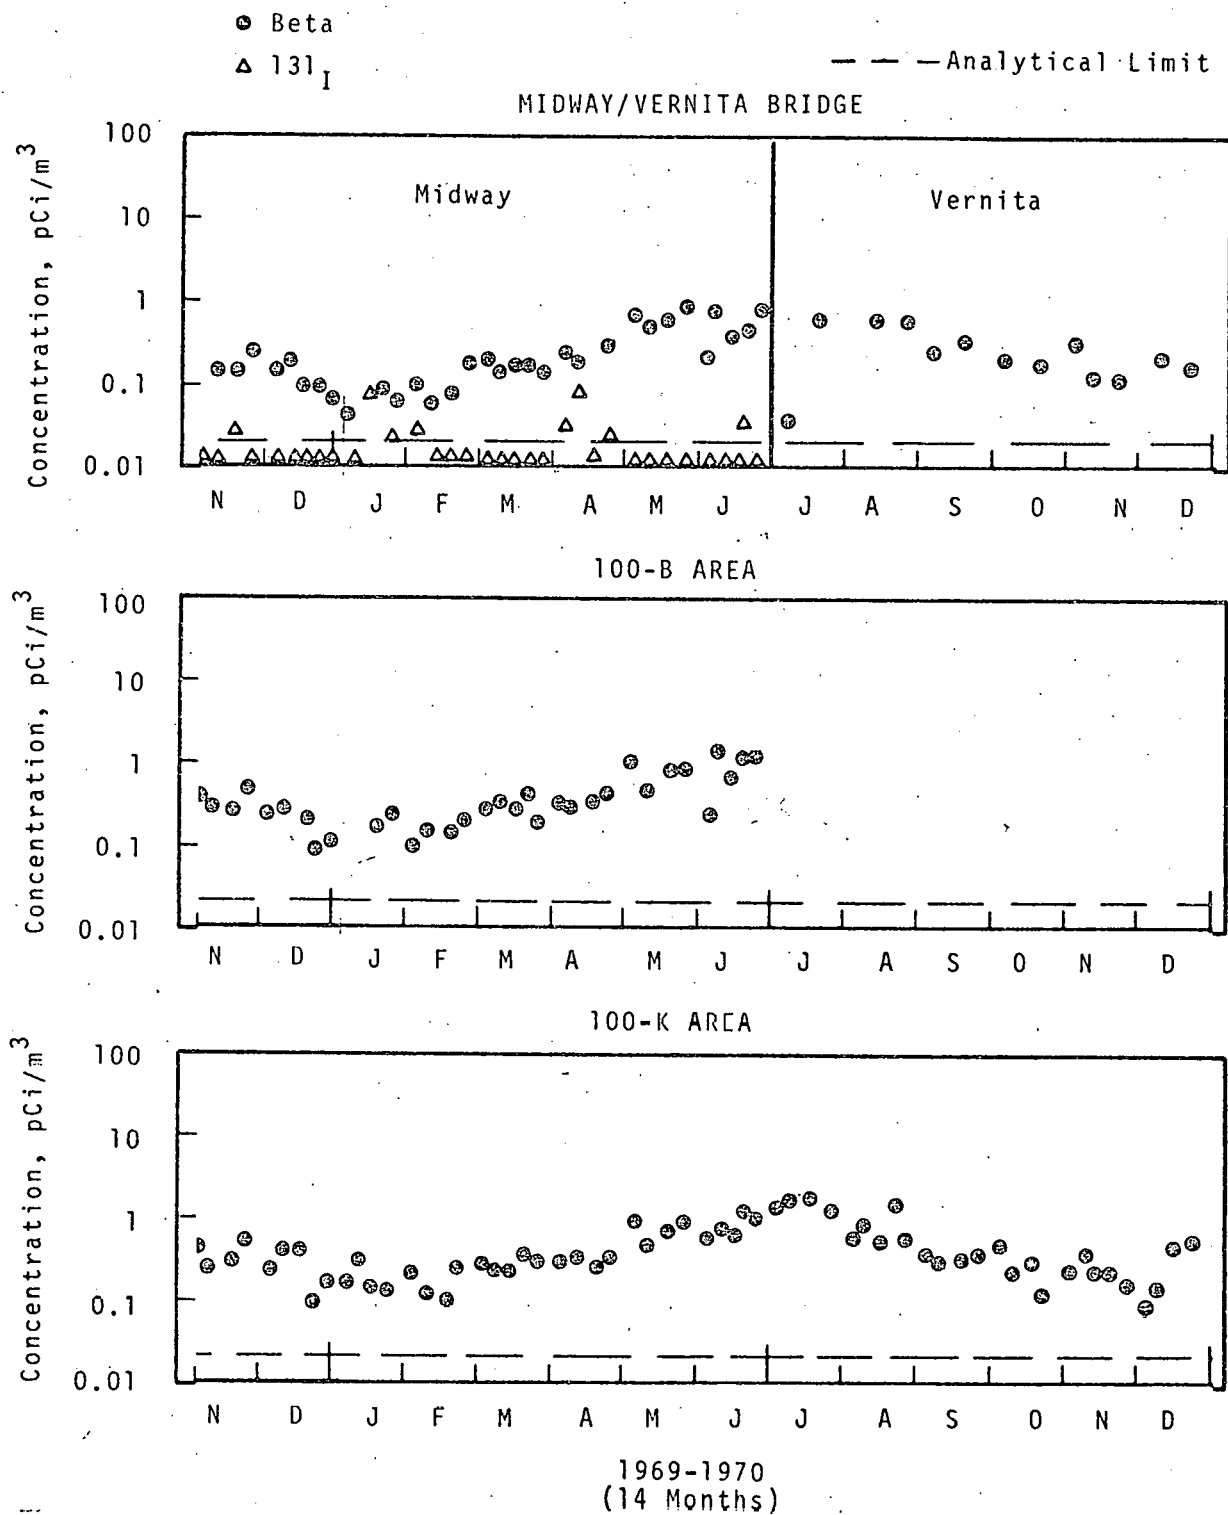 Beta
131I
— — — Analytical Limit
MIDWAY/VERNITA BRIDGE
Concentration, pCi/m3
100
10
1
0.1
0.01
Midway
Vernita
N D J F M A M J J A S O N D
100-B AREA
Concentration, pCi/m3
100
10
1
0.1
0.01
N D J F M A M J J A S O N D
100-K AREA
Concentration, pCi/m3
100
10
1
0.1
0.01
N D J F M A M J J A S O N D
1969-1970
(14 Months)